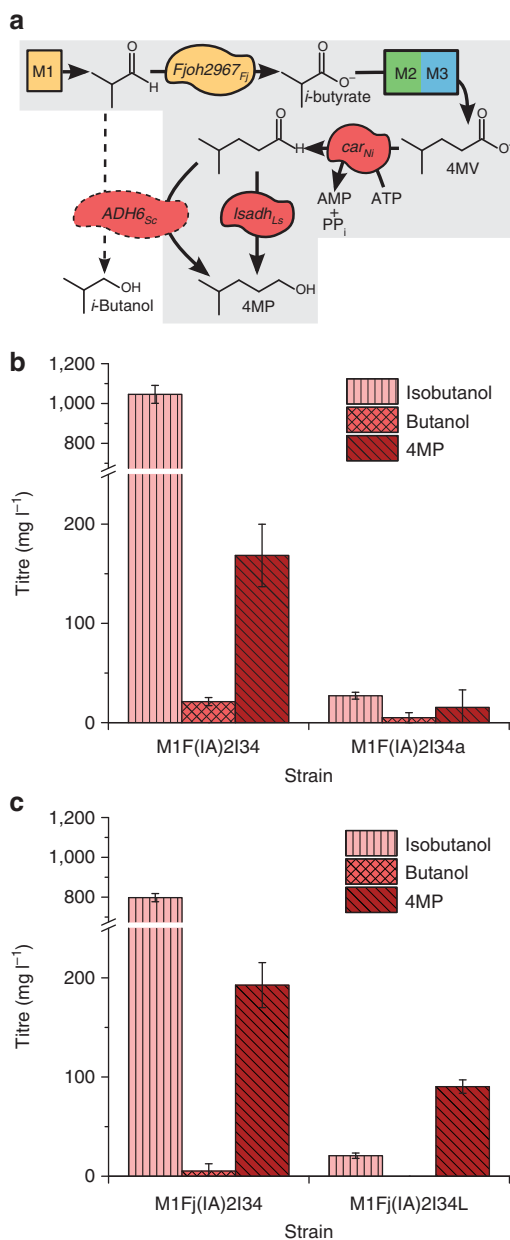 a
M1
H
Fjoh2967Fj
O−
i-butyrate
M2 M3
O
H
carNi
4MV
O−
AMP
+
PPi
ATP
ADH6Sc
lsadhLs
OH
i-Butanol
OH
4MP
b
1,200
1,000
800
200
100
0
Titre (mg l−1)
Isobutanol
Butanol
4MP
M1F(IA)2I34
M1F(IA)2I34a
Strain
c
1,200
1,000
800
200
100
0
Titre (mg l−1)
Isobutanol
Butanol
4MP
M1Fj(IA)2I34
M1Fj(IA)2I34L
Strain